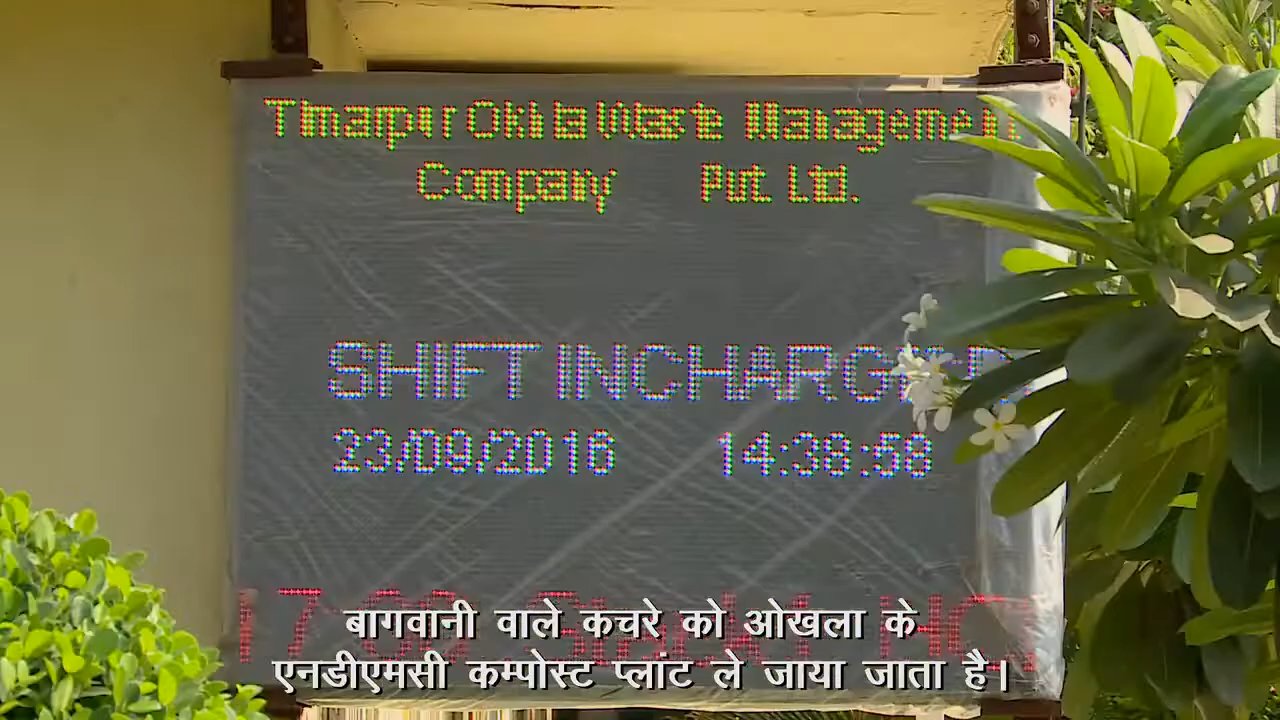 Timarpur Okhla Waste Management
Company Pvt. Ltd.
SHIFT INCHARGE
23/09/2016 14:38:58
बागवानी वाले कचरे को ओखला के
एनडीएमसी कम्पोस्ट प्लांट ले जाया जाता है।